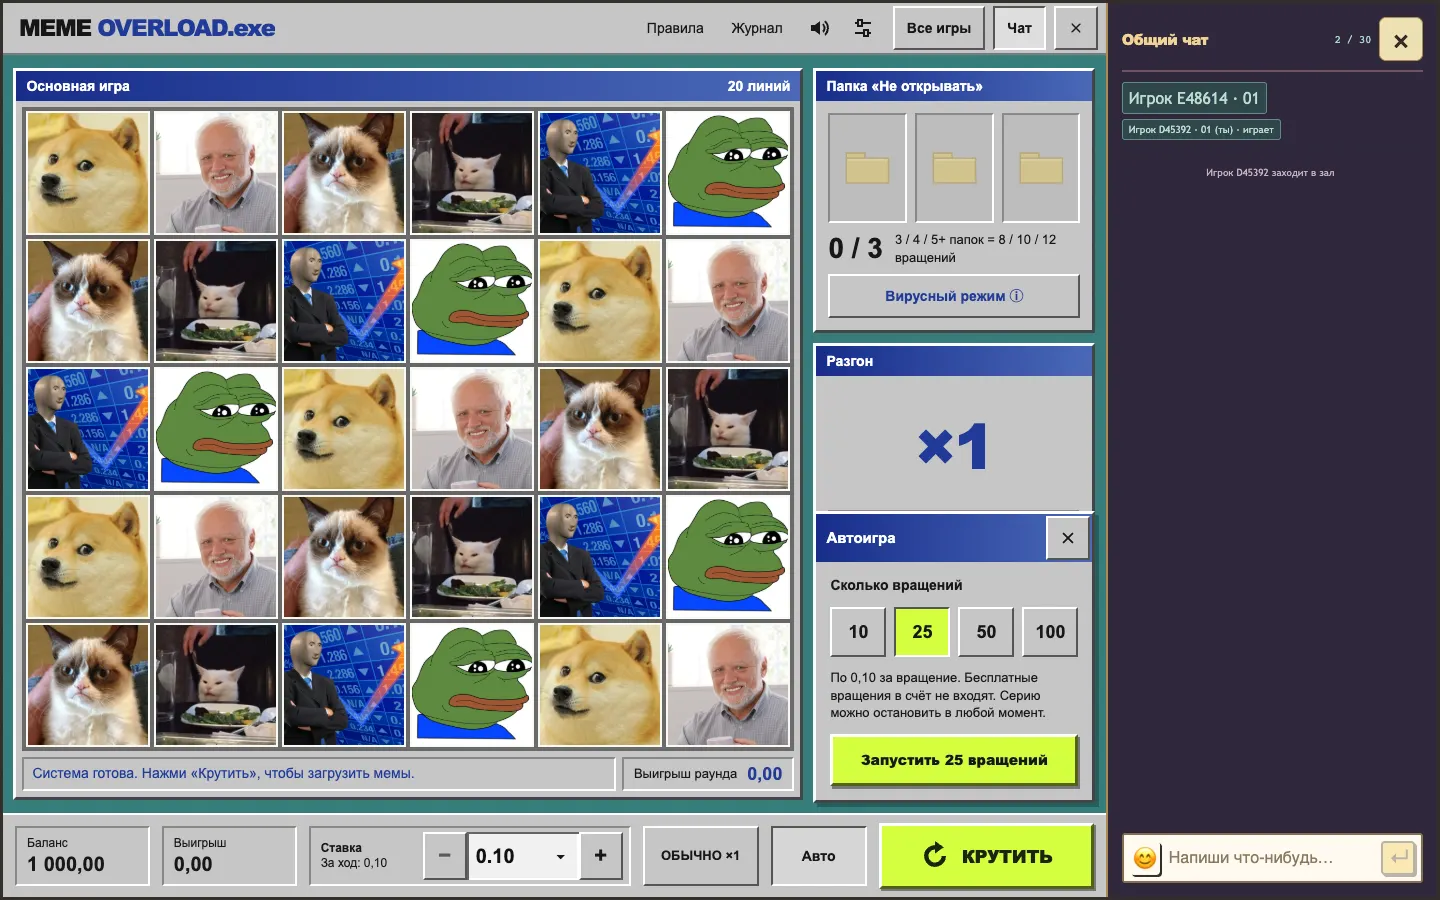 MEME OVERLOAD.exe
Правила
Журнал
Все игры
Чат
×
Основная игра
20 линий
Система готова. Нажми «Крутить», чтобы загрузить мемы.
Выигрыш раунда 0,00
Папка «Не открывать»
0 / 3
3 / 4 / 5+ папок = 8 / 10 / 12
вращений
Вирусный режим ⓘ
Разгон
×1
Автоигра
×
Сколько вращений
10
25
50
100
По 0,10 за вращение. Бесплатные
вращения в счёт не входят. Серию
можно остановить в любой момент.
Запустить 25 вращений
Баланс
1 000,00
Выигрыш
0,00
Ставка
За ход: 0,10
−
0.10
+
ОБЫЧНО ×1
Авто
КРУТИТЬ
Общий чат
2 / 30
×
Игрок E48614 · 01
Игрок D45392 · 01 (ты) · играет
Игрок D45392 заходит в зал
Напиши что-нибудь...